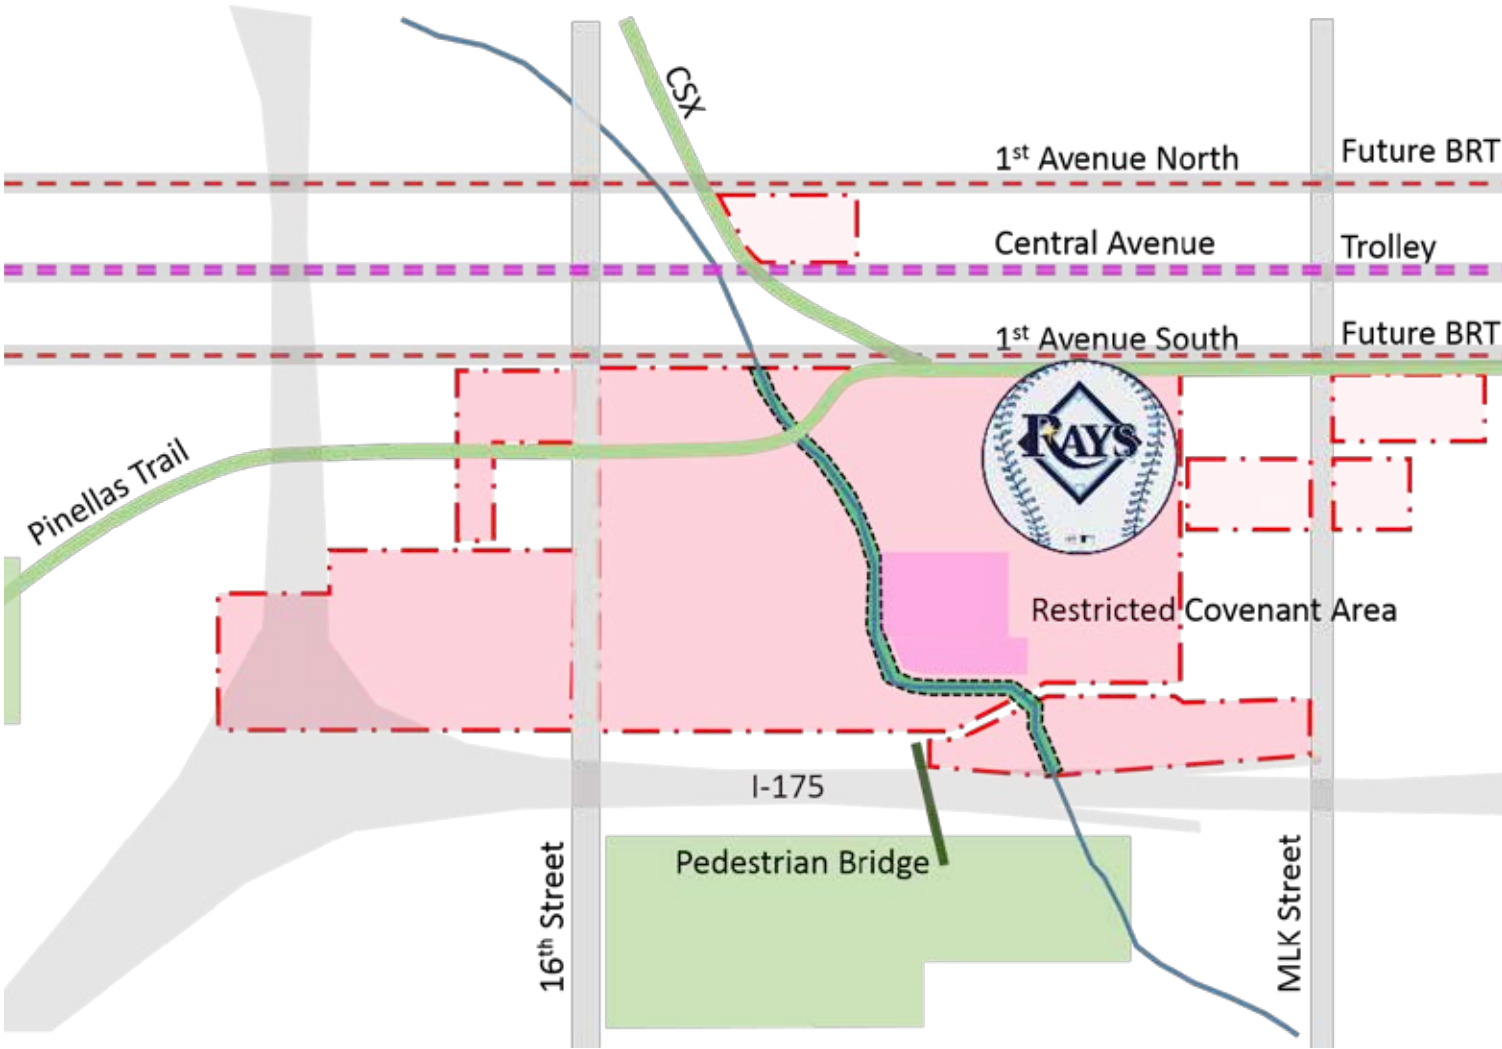 CSX
1st Avenue North
Future BRT
Central Avenue
Trolley
1st Avenue South
Future BRT
RAYS
Pinellas Trail
Restricted Covenant Area
I-175
Pedestrian Bridge
16th Street
MLK Street